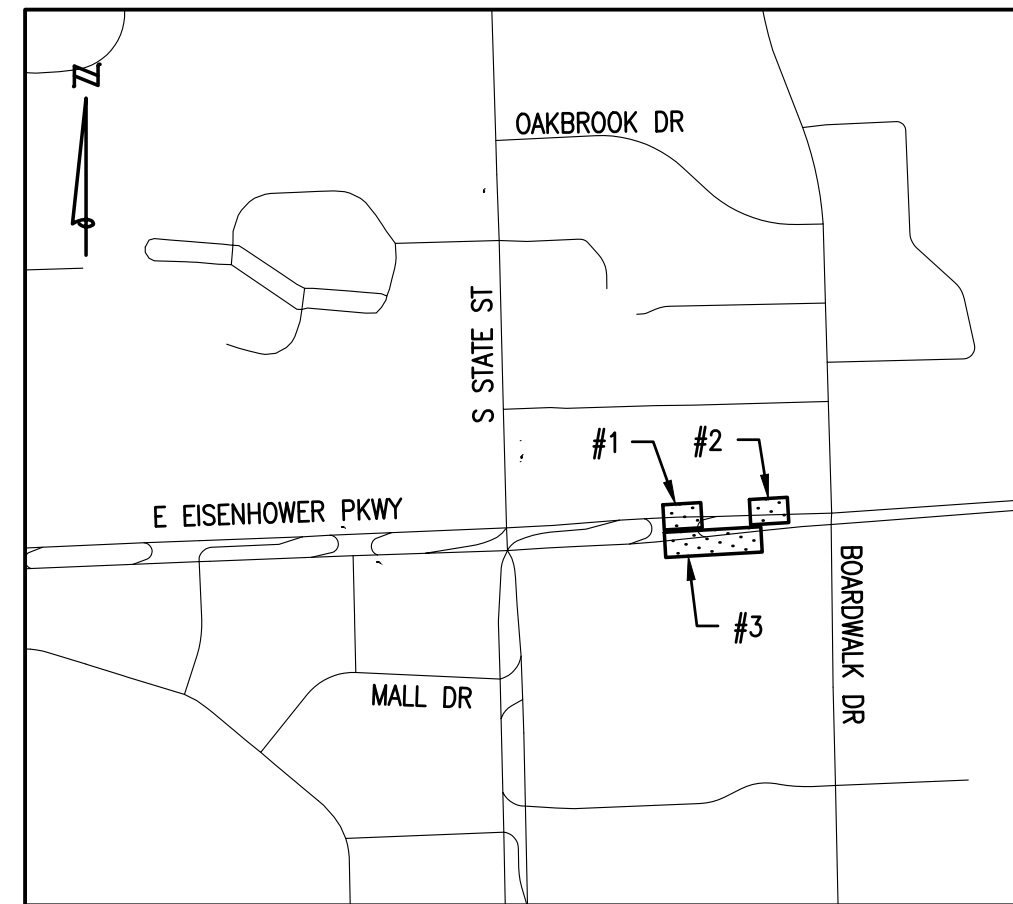 N
OAKBROOK DR
S STATE ST
#1
#2
E EISENHOWER PKWY
#3
BOARDWALK DR
MALL DR